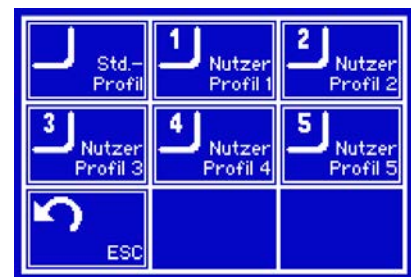 Std.-
Profil
1
Nutzer
Profil 1
2
Nutzer
Profil 2
3
Nutzer
Profil 3
4
Nutzer
Profil 4
5
Nutzer
Profil 5
ESC